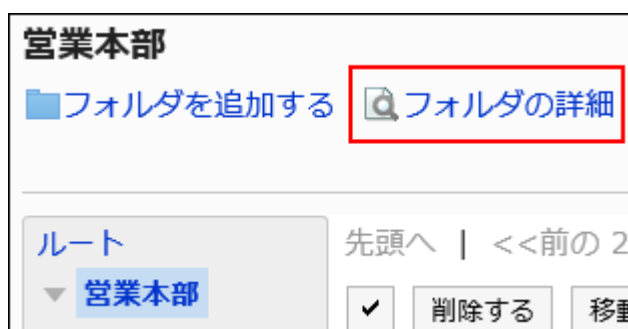 営業本部
フォルダを追加する フォルダの詳細
ルート
営業本部
先頭へ | <<前の 2
削除する 移動